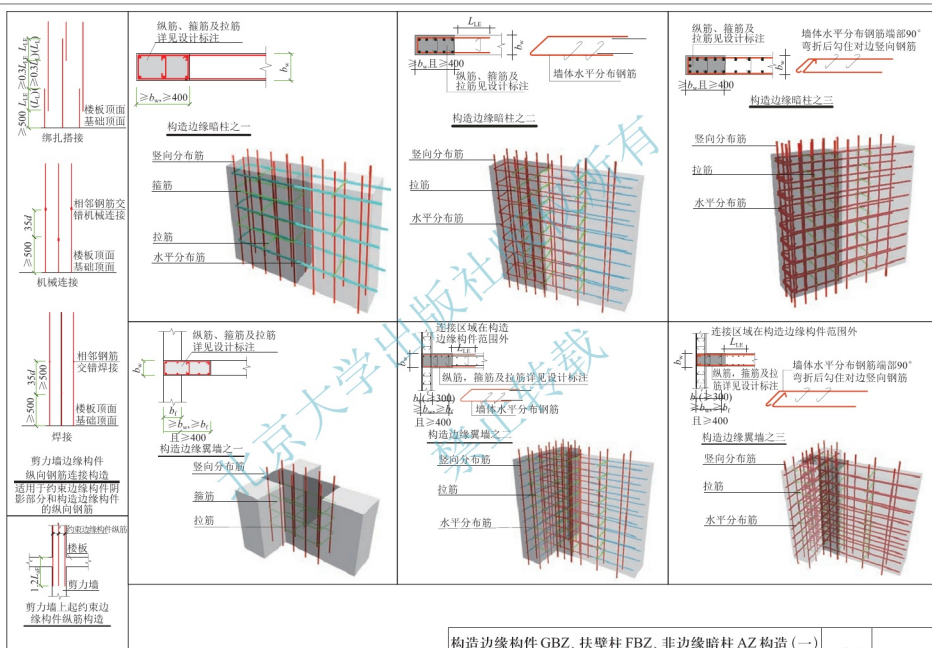 ≥500 L_LE ≥0.3L_LE
(L_L)(≥0.3L_L)(L_L)
楼板顶面
基础顶面
绑扎搭接
相邻钢筋交
错机械连接
35d
≥500
楼板顶面
基础顶面
机械连接
相邻钢筋
交错焊接
35d
≥500
≥500
楼板顶面
基础顶面
焊接
剪力墙边缘构件
纵向钢筋连接构造
适用于约束边缘构件阴
影部分和构造边缘构件
的纵向钢筋
约束边缘构件纵筋
楼板
剪力墙
剪力墙上起约束边
缘构件纵筋构造
纵筋、箍筋及拉筋
详见设计标注
b_w
≥b_w, ≥400
构造边缘暗柱之一
竖向分布筋
箍筋
拉筋
水平分布筋
L_LE
b_w
≥b_w且≥400
纵筋、箍筋及
拉筋见设计标注
墙体水平分布钢筋
构造边缘暗柱之二
竖向分布筋
拉筋
水平分布筋
纵筋、箍筋及
拉筋见设计标注
b_w
≥b_w且≥400
墙体水平分布钢筋端部90°
弯折后勾住对边竖向钢筋
构造边缘暗柱之三
竖向分布筋
拉筋
水平分布筋
纵筋、箍筋及拉筋
详见设计标注
b_w
b_f
≥b_w, ≥b_f
且≥400
构造边缘翼墙之一
竖向分布筋
箍筋
拉筋
连接区域在构造
边缘构件范围外
L_LE
b_w
纵筋，箍筋及拉筋详见设计标注
b_f(≥300)
≥b_w, ≥b_f
且≥400
墙体水平分布钢筋
构造边缘翼墙之二
竖向分布筋
拉筋
水平分布筋
连接区域在构造边缘构件范围外
L_LE
b_w
纵筋，箍筋及拉
筋详见设计标注
墙体水平分布钢筋端部90°
弯折后勾住对边竖向钢筋
b_f(≥300)
≥b_w, ≥b_f
且≥400
构造边缘翼墙之三
竖向分布筋
拉筋
水平分布筋
北京大学出版社版权所有
禁止转载
构造边缘构件GBZ、扶壁柱FBZ、非边缘暗柱AZ构造(一)